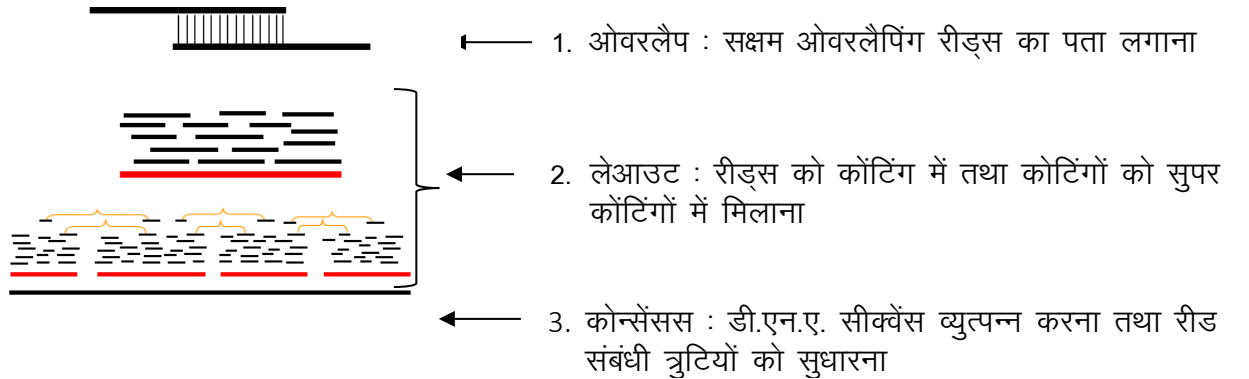 1. ओवरलैप : सक्षम ओवरलैपिंग रीड्स का पता लगाना
2. लेआउट : रीड्स को कोंटिंग में तथा कोटिंगों को सुपर
कोंटिंगों में मिलाना
3. कोन्सेंसस : डी.एन.ए. सीक्वेंस व्युत्पन्न करना तथा रीड
संबंधी त्रुटियों को सुधारना